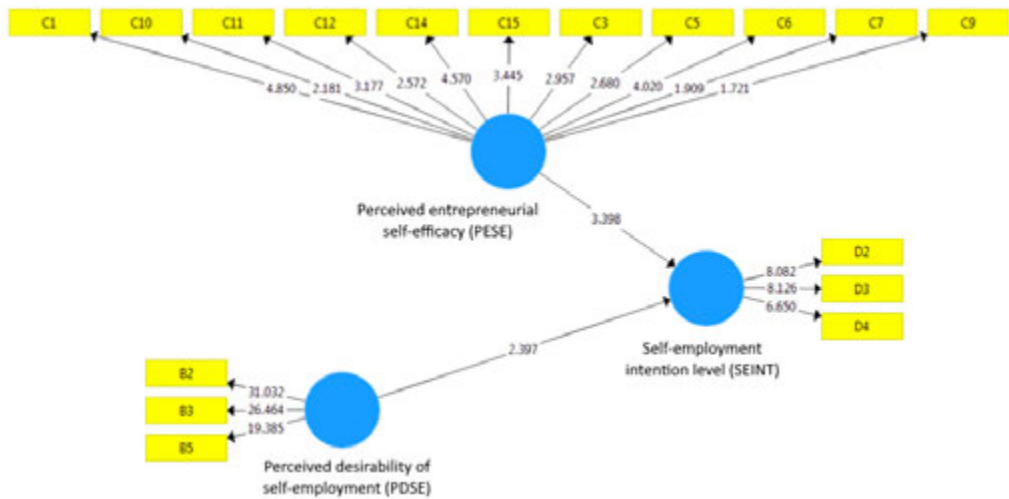 C1 C10 C11 C12 C14 C15 C3 C5 C6 C7 C9
4.850 2.181 3.177 2.572 4.570 3.445 2.957 2.680 4.020 1.909 1.721
Perceived entrepreneurial
self-efficacy (PESE)
3.398
D2
8.082
8.126
D3
6.650
D4
Self-employment
intention level (SEINT)
2.397
B2
31.032
B3
26.464
19.385
B5
Perceived desirability of
self-employment (PDSE)